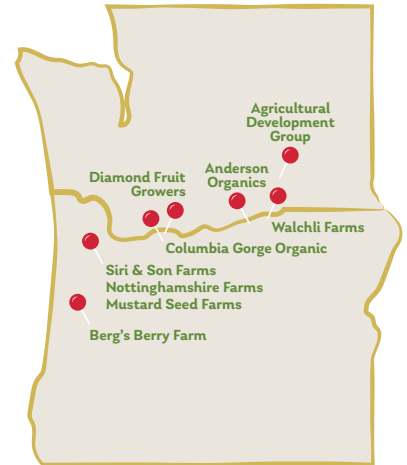 Agricultural
Development
Group
Diamond Fruit
Growers
Anderson
Organics
Walchli Farms
Columbia Gorge Organic
Siri & Son Farms
Nottinghamshire Farms
Mustard Seed Farms
Berg's Berry Farm